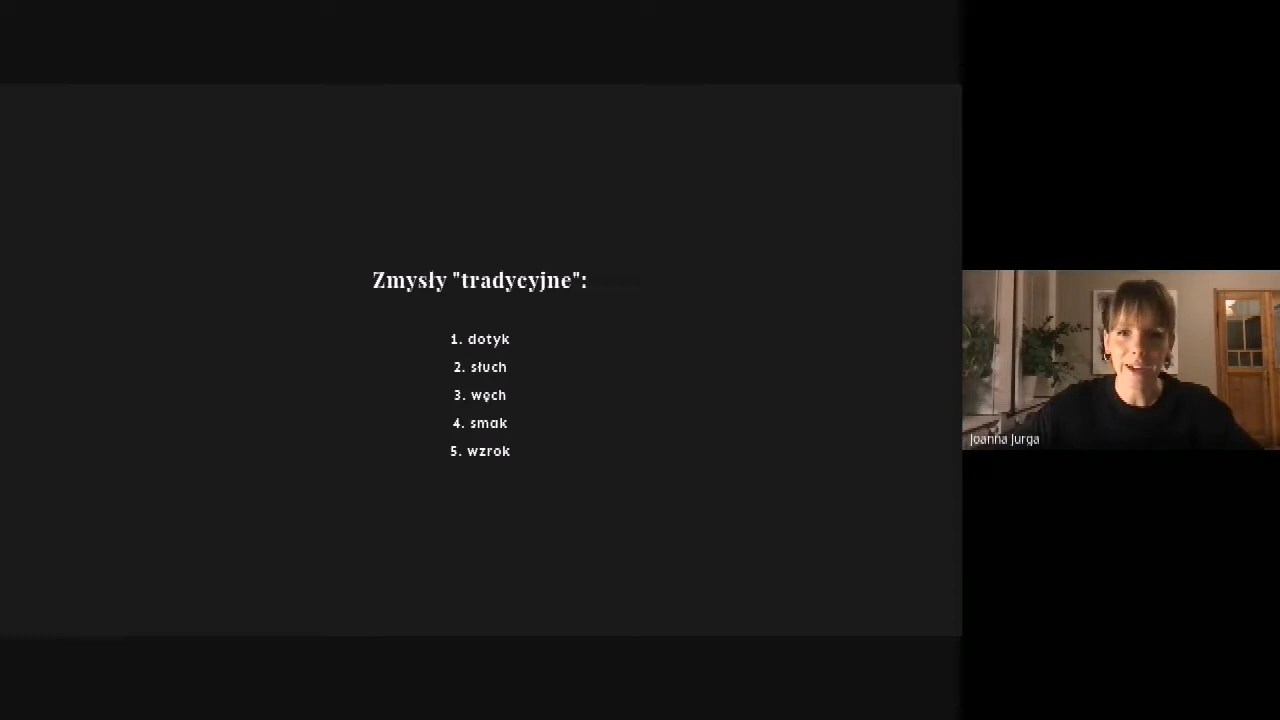 Zmysły "tradycyjne":
1. dotyk
2. słuch
3. węch
4. smak
5. wzrok
Joanna Jurga